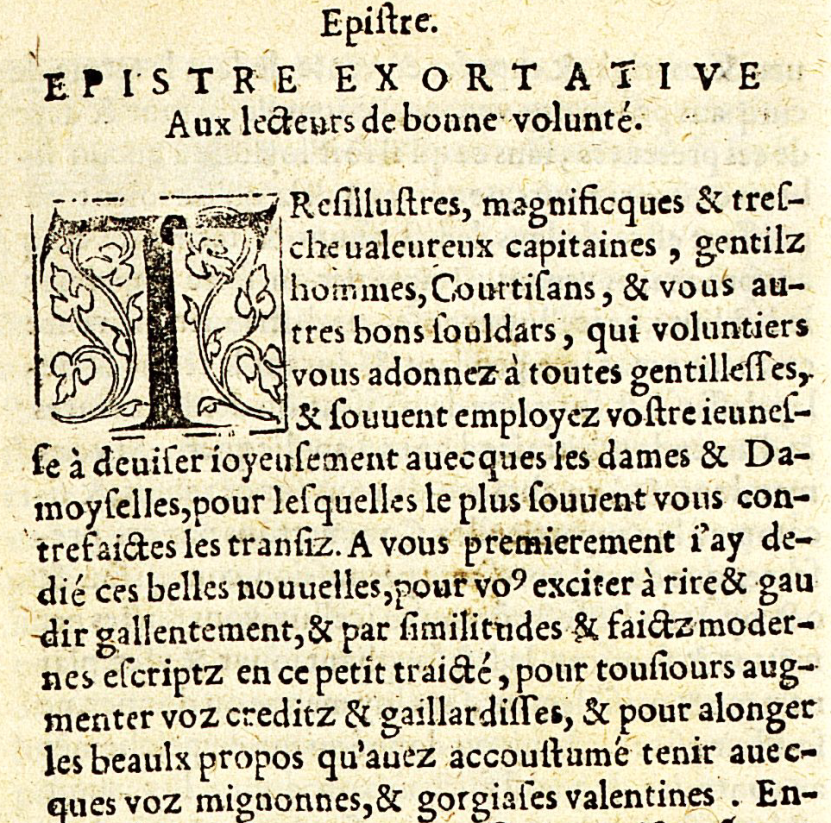 Epiſtre.
EPISTRE EXORTATIVE
Aux lecteurs de bonne volunté.
TReſilluſtres, magnificques & treſ-
cheualeureux capitaines , gentilz
hommes, Courtiſans , & vous au-
tres bons ſouldars , qui voluntiers
vous adonnez à toutes gentilleſſes,
& ſouuent employez voſtre ieuneſ-
ſe à deuiſer ioyeuſement auecques les dames & Da-
moyſelles,pour leſquelles le plus ſouuent vous con-
trefaictes les tranſiz. A vous premierement i'ay de-
dié ces belles nouuelles,pour voꝰ exciter à rire& gau
dir gallentement,& par ſimilitudes & faictz moder-
nes eſcriptz en ce petit traicté , pour touſiours aug-
menter voz creditz & gaillardiſſes, & pour alonger
les beaulx propos qu'auez accouſtumé tenir auec-
ques voz mignonnes,& gorgiaſes valentines . En-